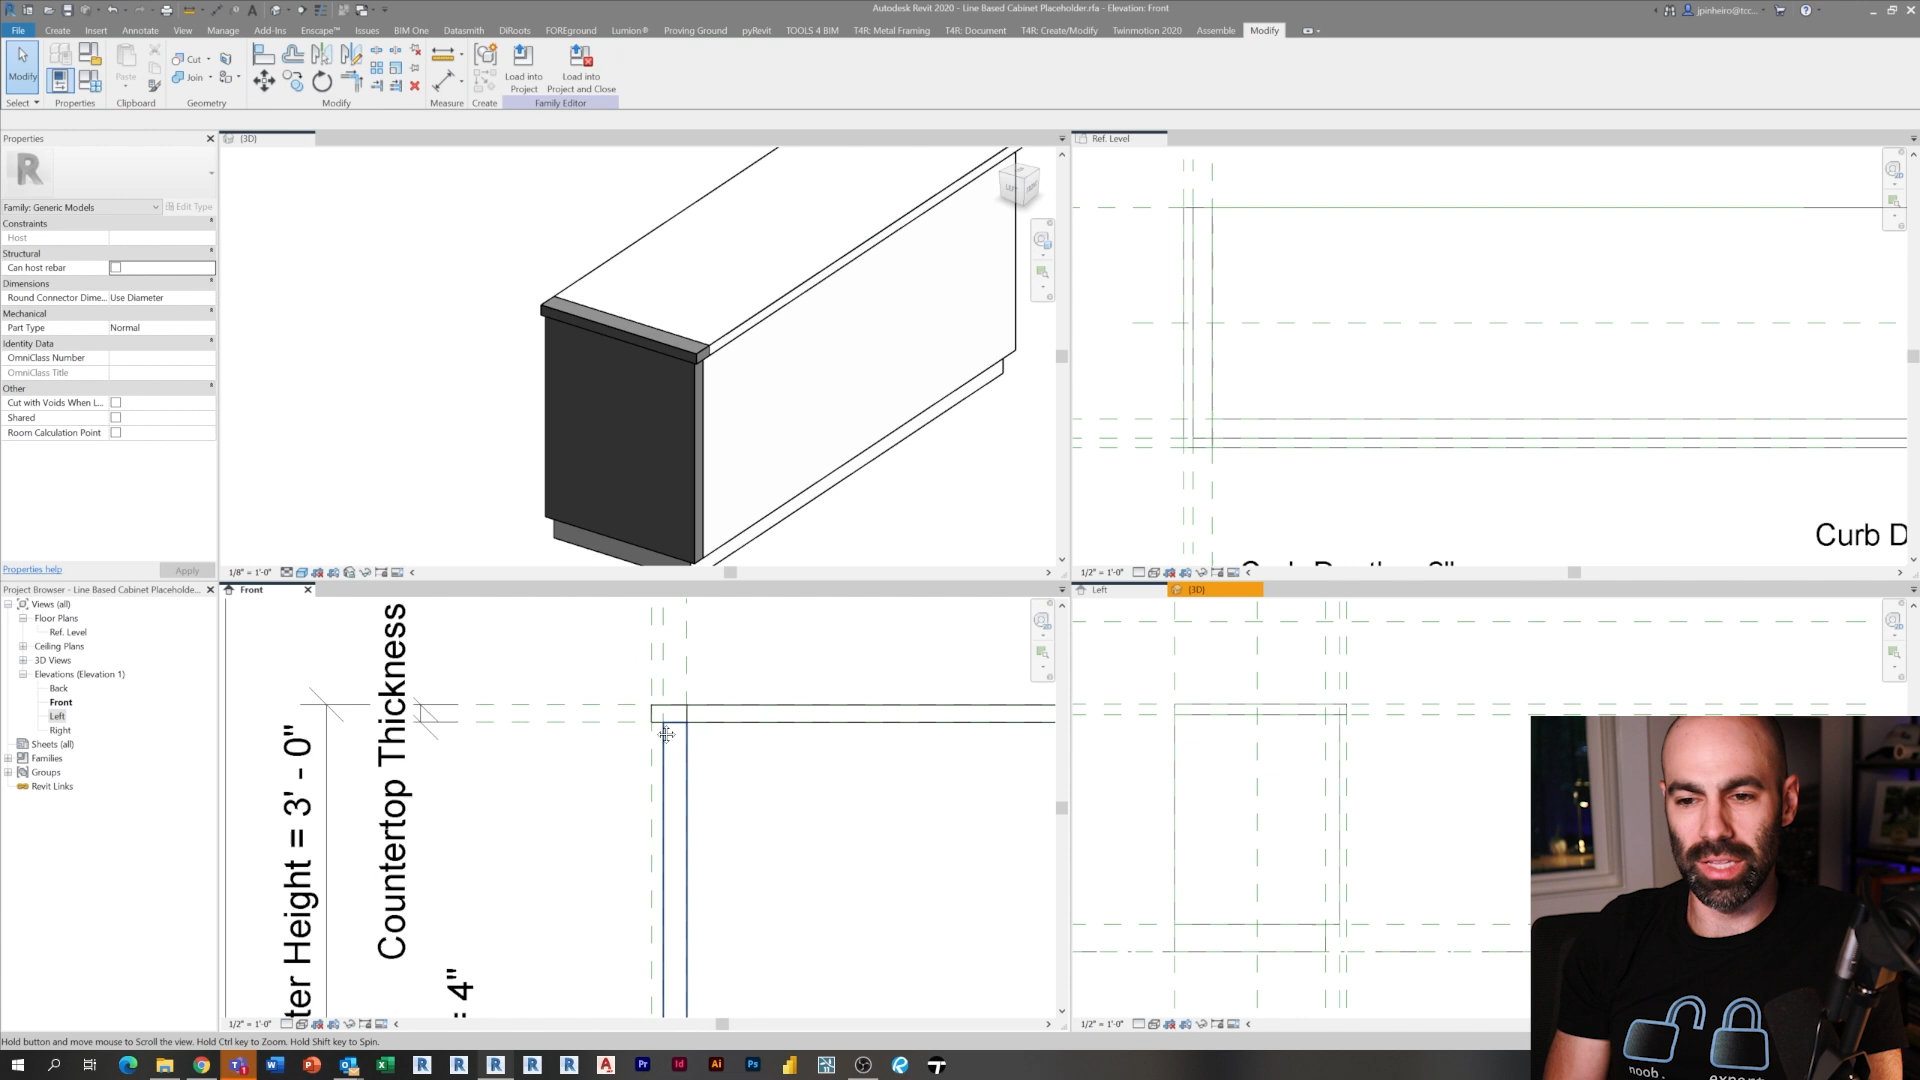 Autodesk Revit 2020 - Line Based Cabinet Placeholder.rfa - Elevation: Front
jpinheiro@tcc...
File Create Insert Annotate View Manage Add-Ins Enscape™ Issues Lumion® BIM One Datasmith DiRoots FOREground Lumion® Proving Ground pyRevit TOOLS 4 BIM T4R: Metal Framing T4R: Document T4R: Create/Modify Twinmotion 2020 Assemble Modify
Modify
Paste
Cut
Join
Load into
Project
Load into
Project and Close
Select
Properties
Clipboard
Geometry
Modify
Measure
Create
Family Editor
Properties
Family: Generic Models
Edit Type
Constraints
Host
Structural
Can host rebar
Dimensions
Round Connector Dime... Use Diameter
Mechanical
Part Type Normal
Identity Data
OmniClass Number
OmniClass Title
Other
Cut with Voids When L...
Shared
Room Calculation Point
Properties help
Apply
Project Browser - Line Based Cabinet Placeholde...
Views (all)
Floor Plans
Ref. Level
Ceiling Plans
3D Views
Elevations (Elevation 1)
Back
Front
Left
Right
Sheets (all)
Families
Groups
Revit Links
{3D}
LEFT
1/8" = 1'-0"
Ref. Level
Curb D
1/2" = 1'-0"
Front
ter Height = 3' - 0"
Countertop Thickness
= 4"
1/2" = 1'-0"
Left
{3D}
1/2" = 1'-0"
noob.
expert
Hold button and move mouse to Scroll the view. Hold Ctrl key to Zoom. Hold Shift key to Spin.